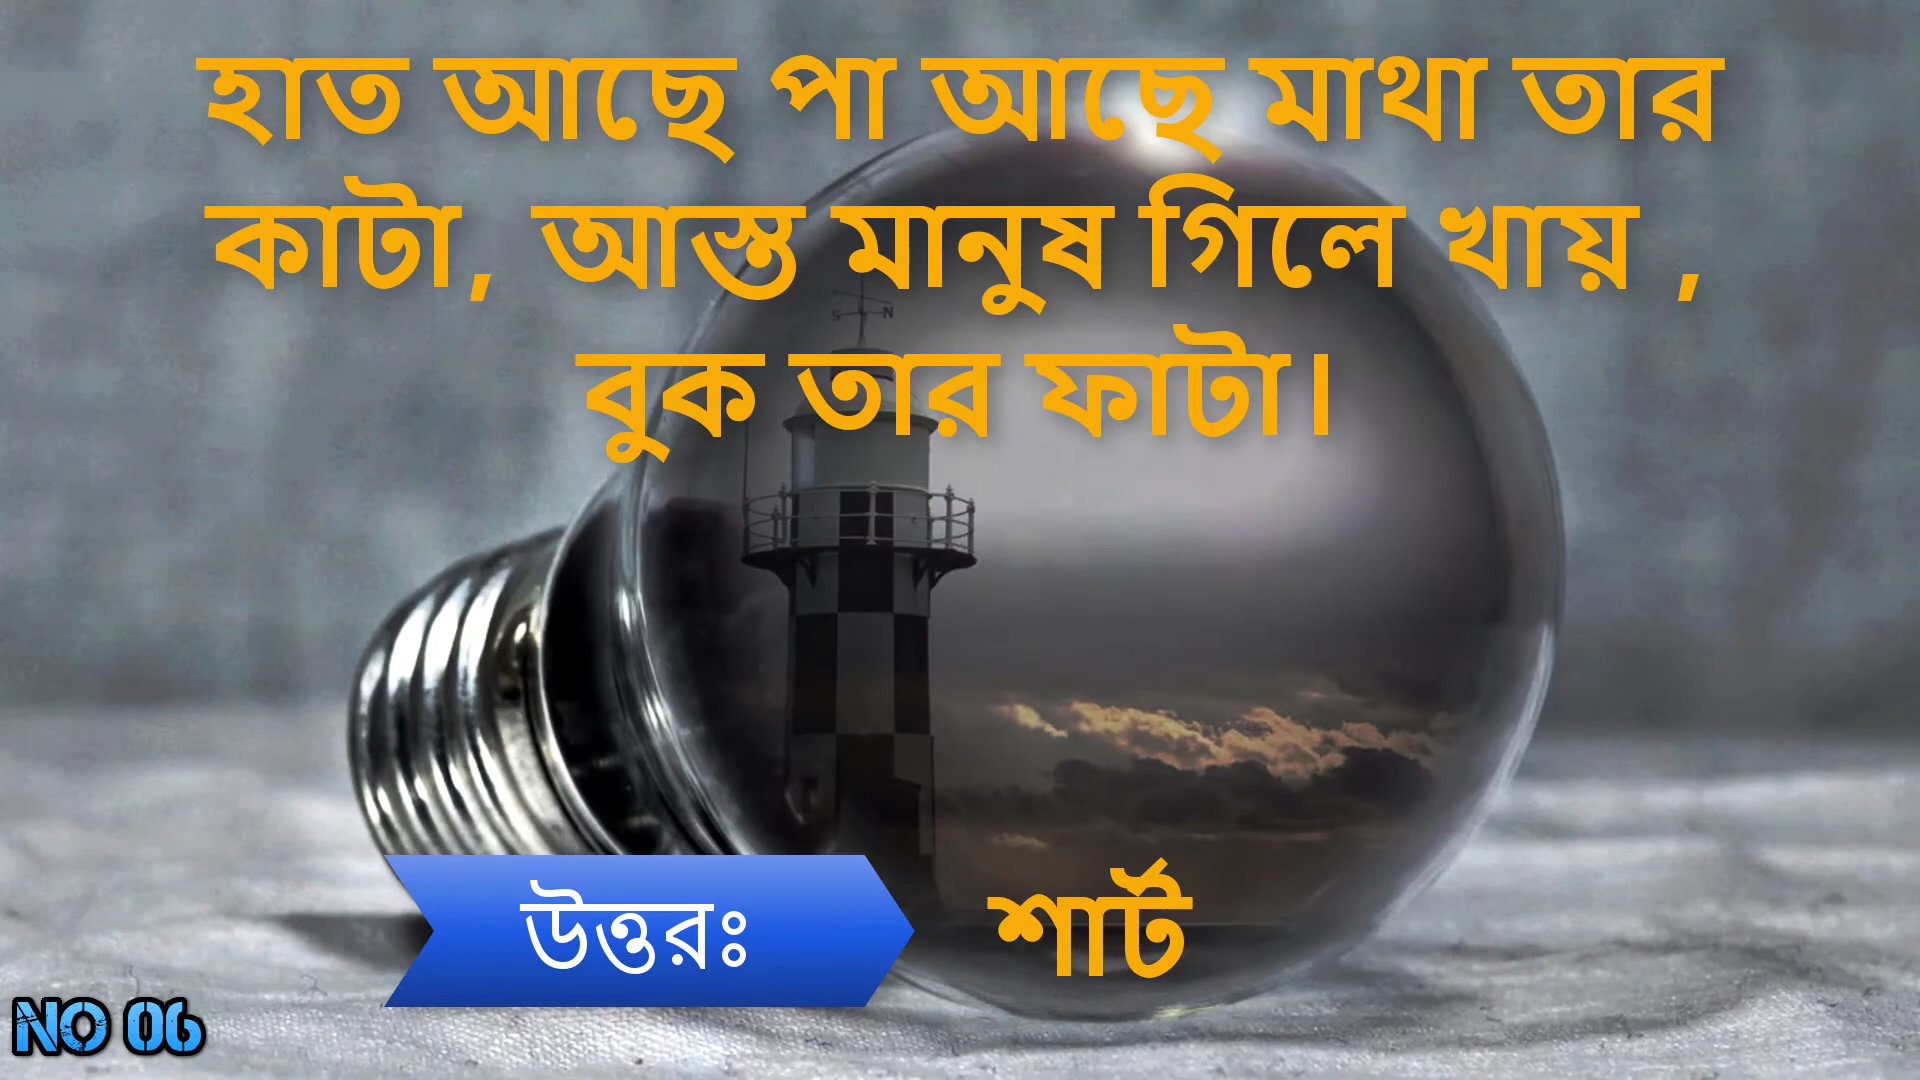 হাত আছে পা আছে মাথা তার
কাটা, আস্ত মানুষ গিলে খায় ,
বুক তার ফাটা।
উত্তরঃ শার্ট
NO 06